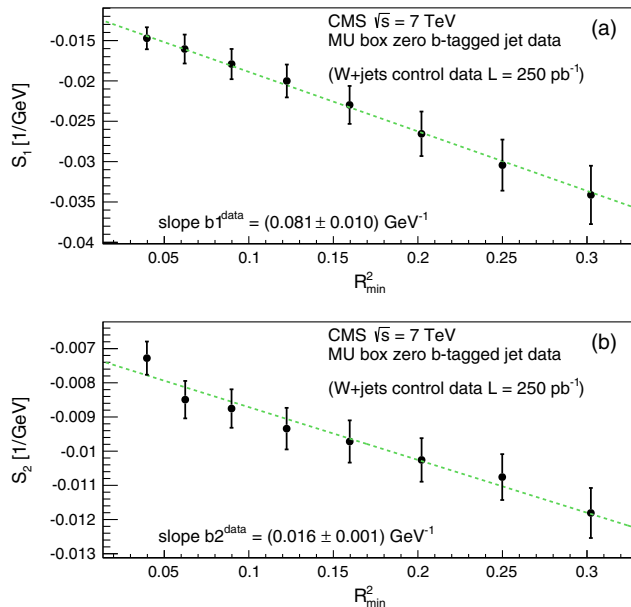 CMS √s = 7 TeV (a)
MU box zero b-tagged jet data
(W+jets control data L = 250 pb⁻¹)
S₁ [1/GeV]
-0.015
-0.02
-0.025
-0.03
-0.035
-0.04
slope b1ᵈᵃᵗᵃ = (0.081 ± 0.010) GeV⁻¹
0.05 0.1 0.15 0.2 0.25 0.3
R²min
CMS √s = 7 TeV (b)
MU box zero b-tagged jet data
(W+jets control data L = 250 pb⁻¹)
S₂ [1/GeV]
-0.007
-0.008
-0.009
-0.01
-0.011
-0.012
-0.013
slope b2ᵈᵃᵗᵃ = (0.016 ± 0.001) GeV⁻¹
0.05 0.1 0.15 0.2 0.25 0.3
R²min